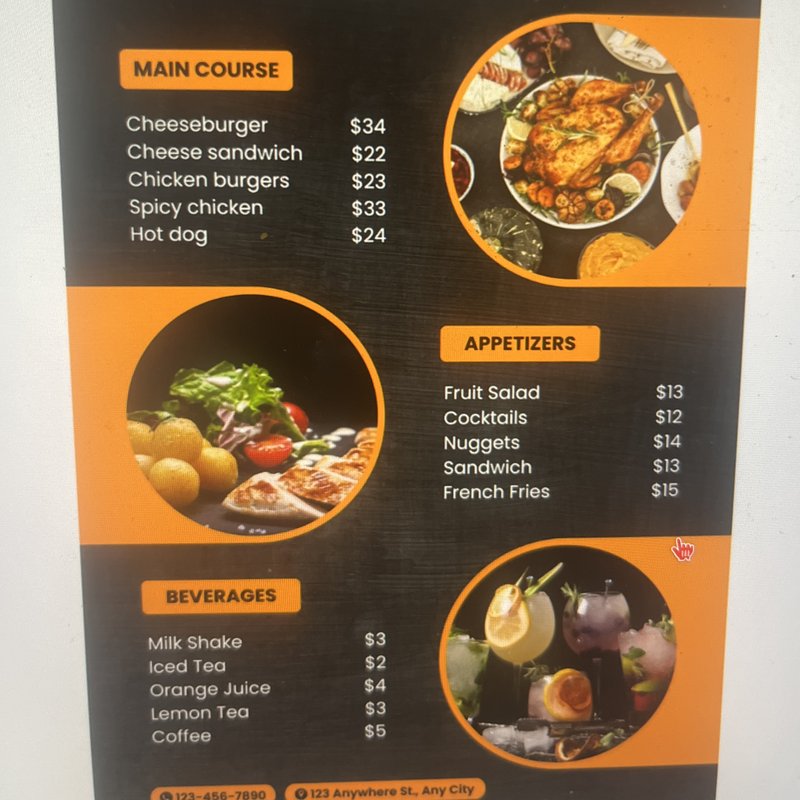 MAIN COURSE
Cheeseburger $34
Cheese sandwich $22
Chicken burgers $23
Spicy chicken $33
Hot dog $24
APPETIZERS
Fruit Salad $13
Cocktails $12
Nuggets $14
Sandwich $13
French Fries $15
BEVERAGES
Milk Shake $3
Iced Tea $2
Orange Juice $4
Lemon Tea $3
Coffee $5
123-456-7890 123 Anywhere St., Any City